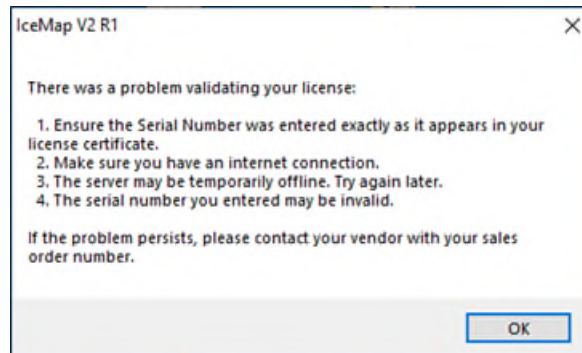 IceMap V2 R1
There was a problem validating your license:
1. Ensure the Serial Number was entered exactly as it appears in your
license certificate.
2. Make sure you have an internet connection.
3. The server may be temporarily offline. Try again later.
4. The serial number you entered may be invalid.
If the problem persists, please contact your vendor with your sales
order number.
OK